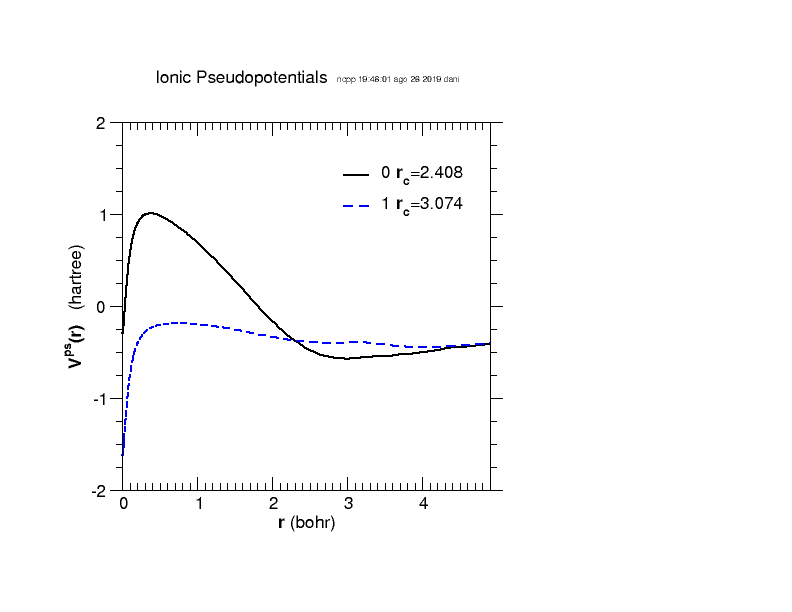 Ionic Pseudopotentials ncpp 19:46:01 ago 26 2019 dani
2
0 rc=2.408
1 rc=3.074
1
0
-1
-2
Vps(r) (hartree)
0 1 2 3 4
r (bohr)